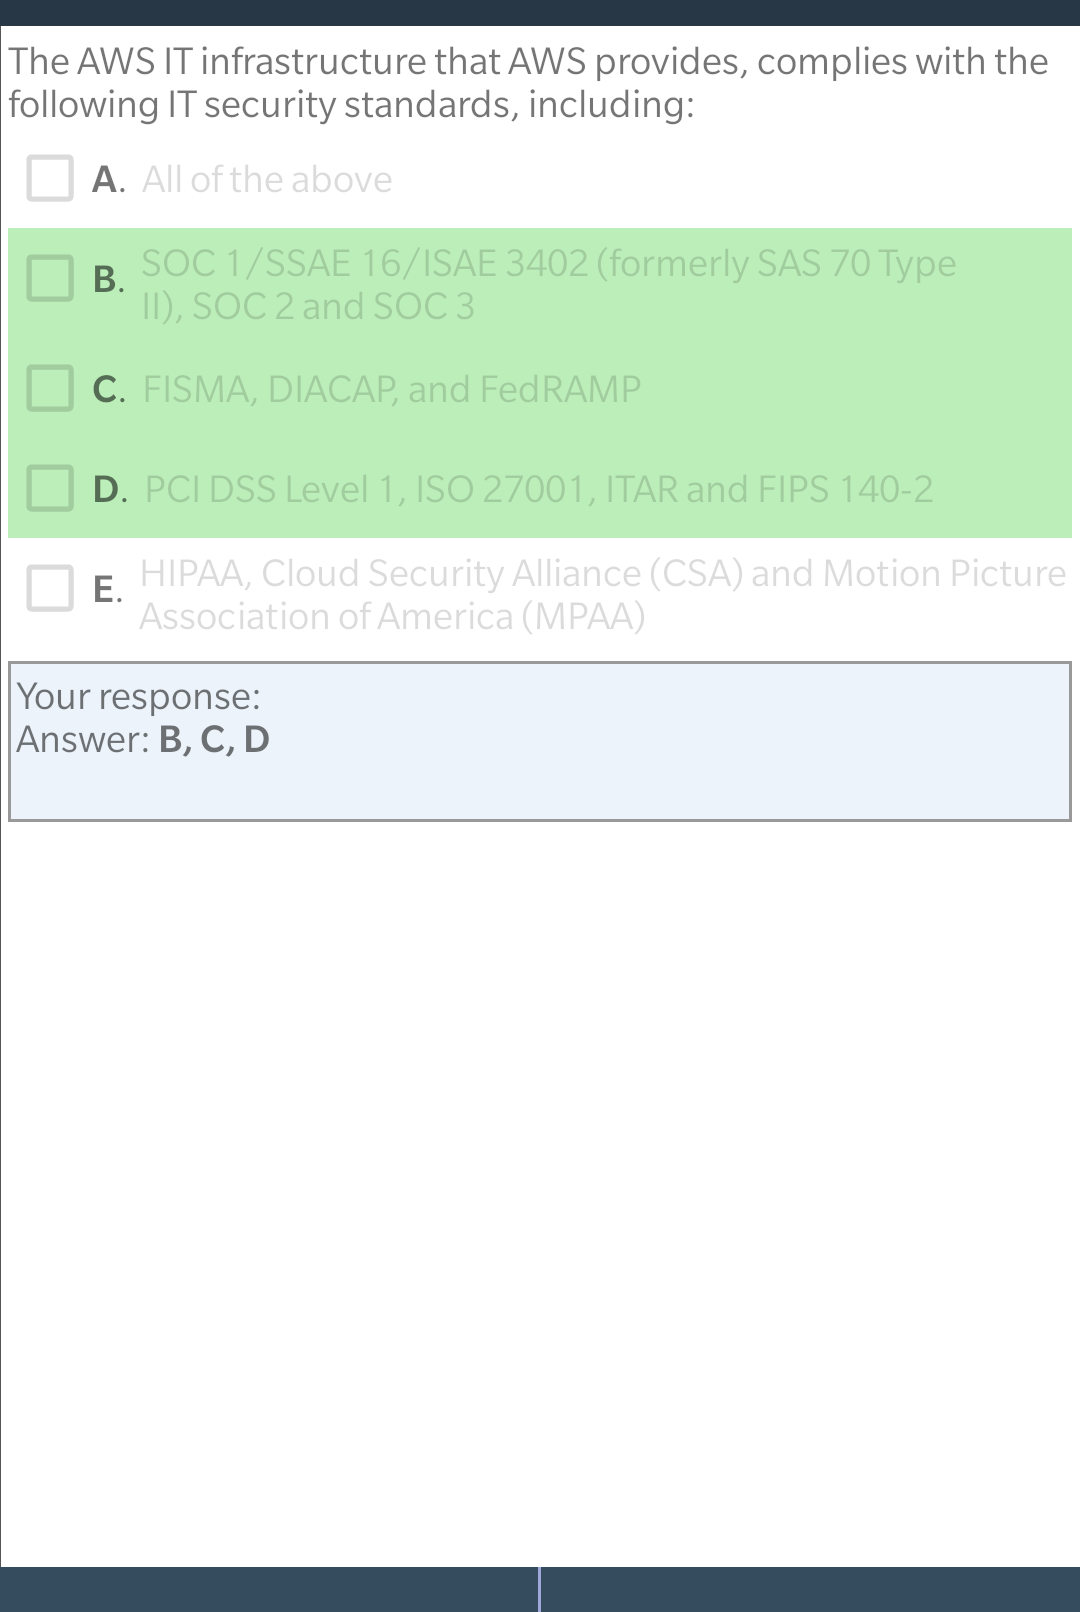 The AWS IT infrastructure that AWS provides, complies with the
following IT security standards, including:
A. All of the above
B. SOC 1/SSAE 16/ISAE 3402 (formerly SAS 70 Type
II), SOC 2 and SOC 3
C. FISMA, DIACAP, and FedRAMP
D. PCI DSS Level 1, ISO 27001, ITAR and FIPS 140-2
E. HIPAA, Cloud Security Alliance (CSA) and Motion Picture
Association of America (MPAA)
Your response:
Answer: B, C, D